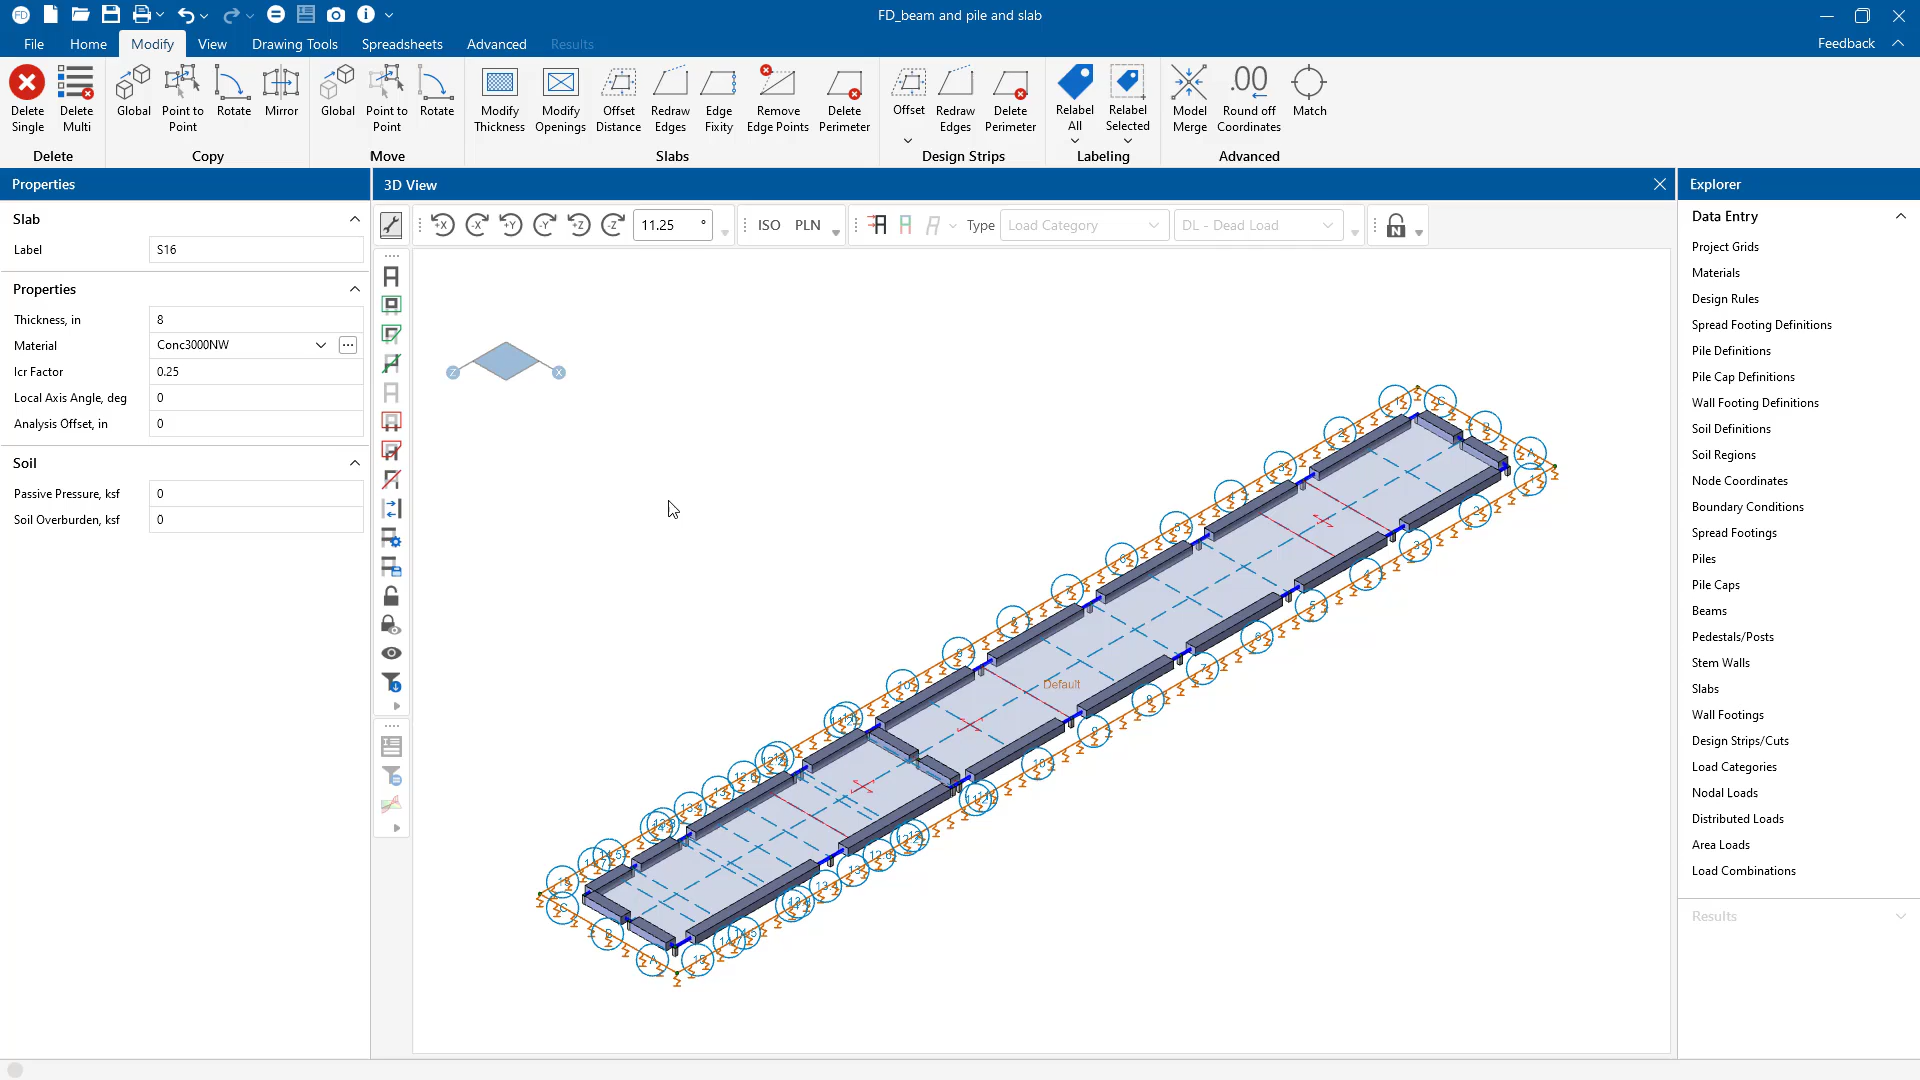 FD_beam and pile and slab
File Home Modify View Drawing Tools Spreadsheets Advanced Results Feedback
Delete Single
Delete Multi
Delete
Global
Point to Point
Rotate
Mirror
Copy
Global
Point to Point
Rotate
Move
Modify Thickness
Modify Openings
Offset Distance
Redraw Edges
Edge Fixity
Remove Edge Points
Delete Perimeter
Slabs
Offset
Redraw Edges
Delete Perimeter
Design Strips
Relabel All
Relabel Selected
Labeling
Model Merge
.00
Round off Coordinates
Match
Advanced
Properties
Slab
Label S16
Properties
Thickness, in 8
Material Conc3000NW
Icr Factor 0.25
Local Axis Angle, deg 0
Analysis Offset, in 0
Soil
Passive Pressure, ksf 0
Soil Overburden, ksf 0
3D View
+X -X +Y -Y +Z -Z 11.25 ° ISO PLN Type Load Category DL - Dead Load N
Z X
Default
Explorer
Data Entry
Project Grids
Materials
Design Rules
Spread Footing Definitions
Pile Definitions
Pile Cap Definitions
Wall Footing Definitions
Soil Definitions
Soil Regions
Node Coordinates
Boundary Conditions
Spread Footings
Piles
Pile Caps
Beams
Pedestals/Posts
Stem Walls
Slabs
Wall Footings
Design Strips/Cuts
Load Categories
Nodal Loads
Distributed Loads
Area Loads
Load Combinations
Results